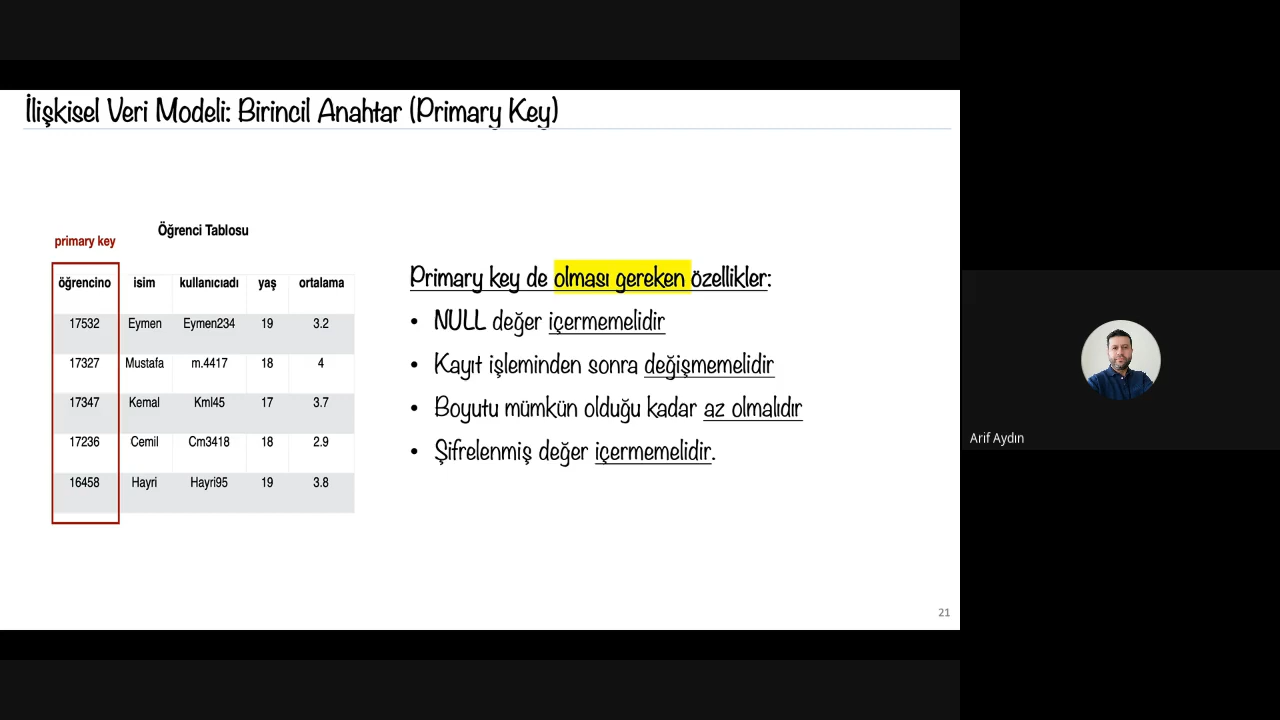 İlişkisel Veri Modeli: Birincil Anahtar (Primary Key)
Öğrenci Tablosu
primary key
öğrencino isim kullanıcıadı yaş ortalama
17532 Eymen Eymen234 19 3.2
17327 Mustafa m.4417 18 4
17347 Kemal Kml45 17 3.7
17236 Cemil Cm3418 18 2.9
16458 Hayri Hayri95 19 3.8
Primary key de olması gereken özellikler:
• NULL değer içermemelidir
• Kayıt işleminden sonra değişmemelidir
• Boyutu mümkün olduğu kadar az olmalıdır
• Şifrelenmiş değer içermemelidir.
21
Arif Aydın